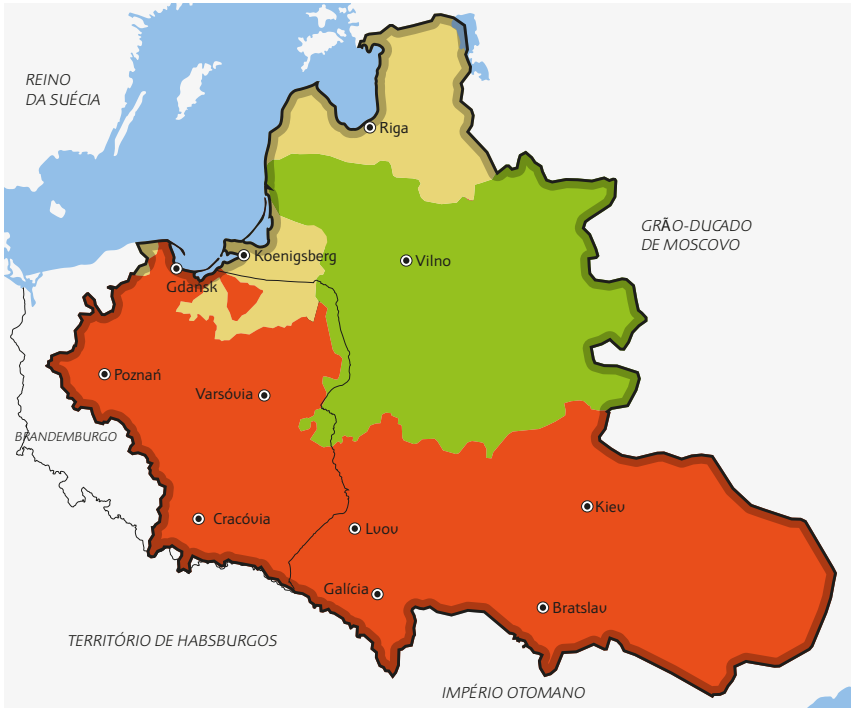 REINO
DA SUÉCIA
Riga
GRÃO-DUCADO
DE MOSCOVO
Koenigsberg
Vilno
Gdańsk
Poznań
Varsóvia
BRANDEMBURGO
Cracóvia
Lvov
Kiev
Galícia
Bratslav
TERRITÓRIO DE HABSBURGOS
IMPÉRIO OTOMANO